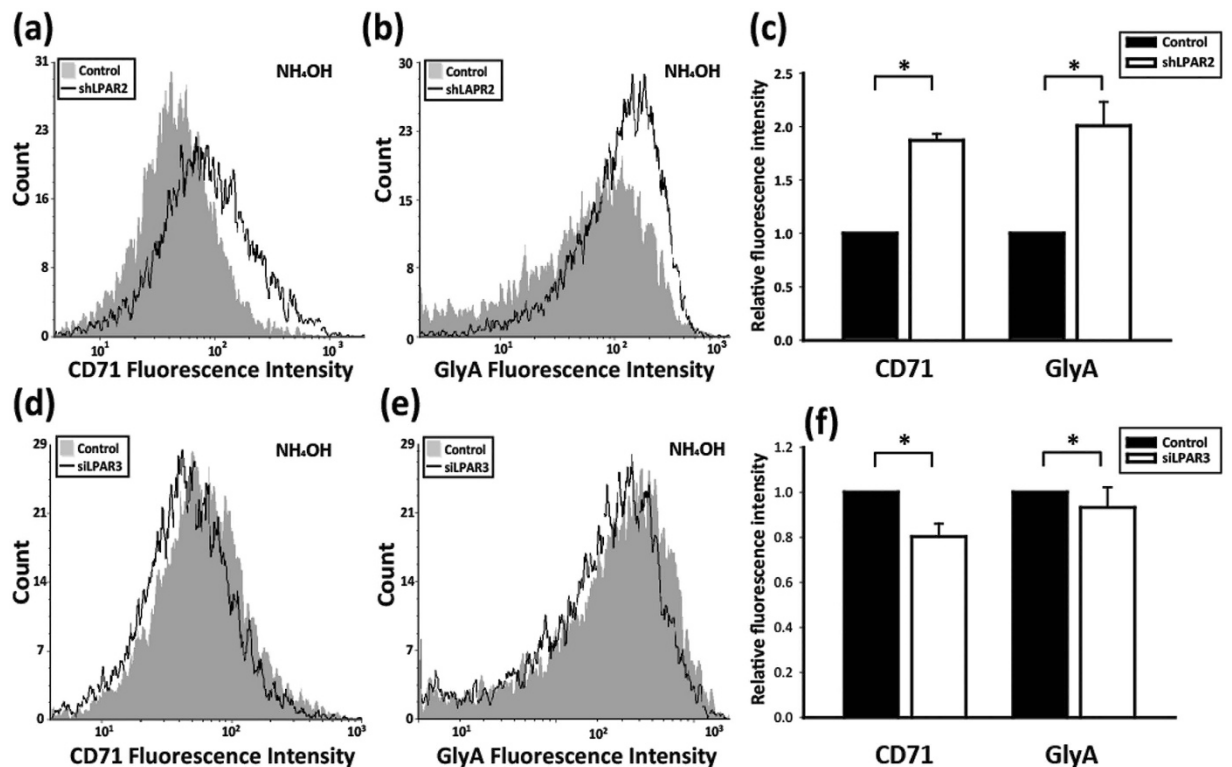 (a)
31
23
16
8
0
Count
Control
shLPAR2
NH₄OH
10¹
10²
10³
CD71 Fluorescence Intensity
(b)
30
23
15
8
0
Count
Control
shLAPR2
NH₄OH
10¹
10²
10³
GlyA Fluorescence Intensity
(c)
Control
shLPAR2
2.5
2.0
1.5
1.0
0.5
0.0
Relative fluorescence intensity
*
*
CD71
GlyA
(d)
29
21
14
7
0
Count
Control
siLPAR3
NH₄OH
10¹
10²
10³
CD71 Fluorescence Intensity
(e)
29
21
14
7
0
Count
Control
siLPAR3
NH₄OH
10¹
10²
10³
GlyA Fluorescence Intensity
(f)
Control
siLPAR3
1.2
1.0
0.8
0.6
0.4
0.2
0.0
Relative fluorescence intensity
*
*
CD71
GlyA